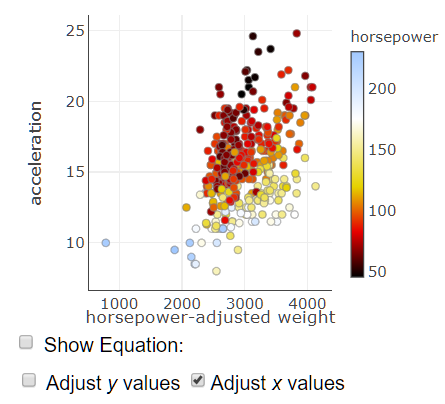 25
20
15
10
acceleration
1000 2000 3000 4000
horsepower-adjusted weight
horsepower
200
150
100
50
Show Equation:
Adjust y values Adjust x values